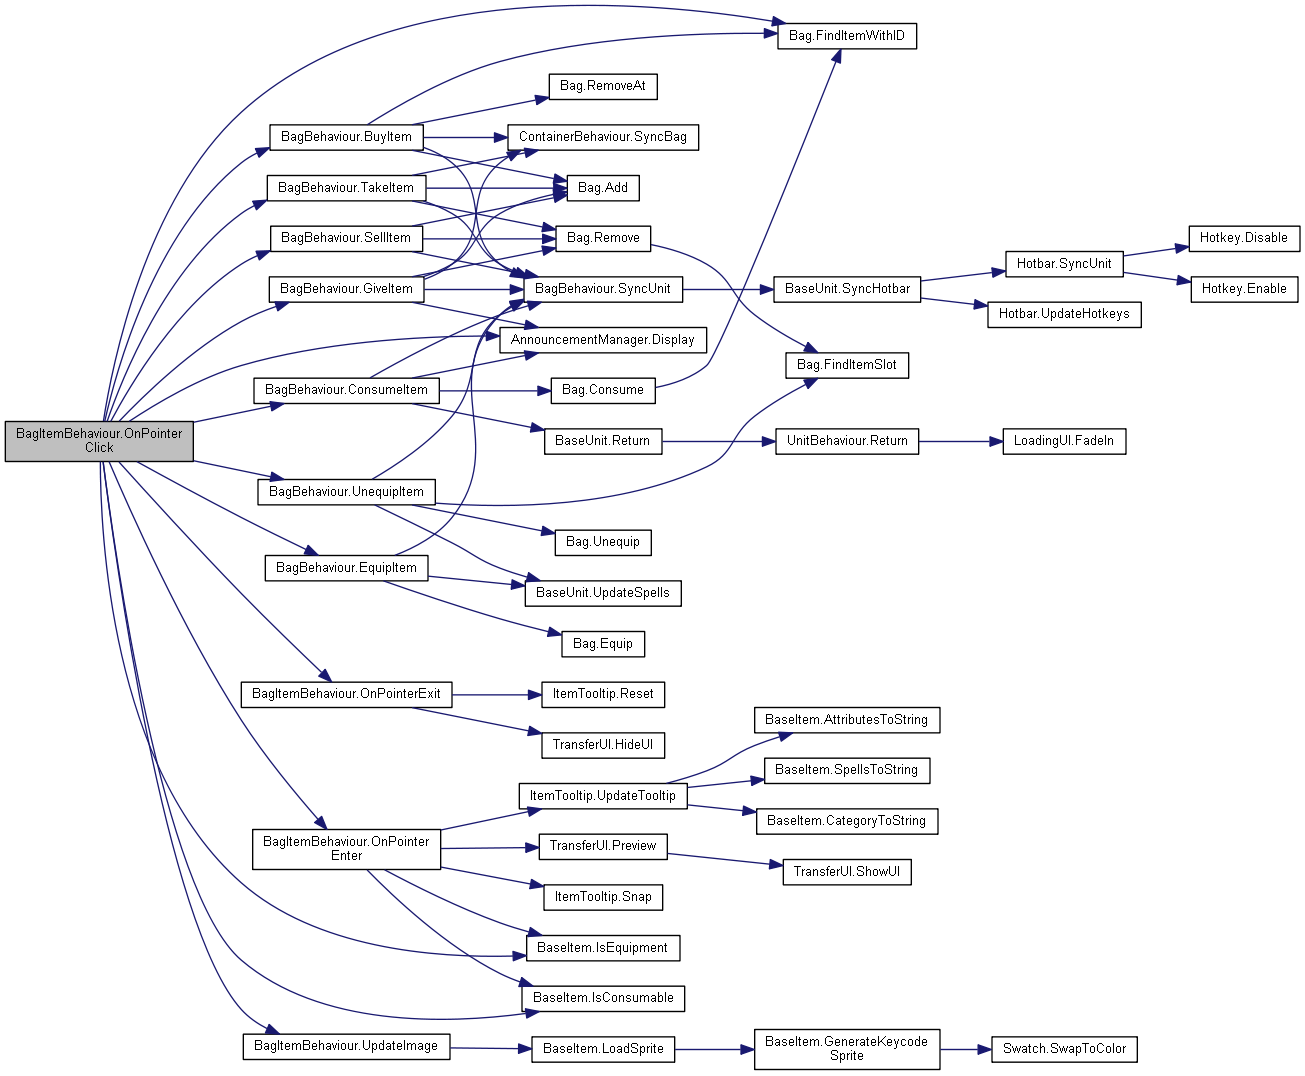 Bag.FindItemWithID
Bag.RemoveAt
BagBehaviour.BuyItem
ContainerBehaviour.SyncBag
BagBehaviour.TakeItem
Bag.Add
BagBehaviour.SellItem
Bag.Remove
Hotkey.Disable
Hotbar.SyncUnit
BagBehaviour.GiveItem
BagBehaviour.SyncUnit
BaseUnit.SyncHotbar
Hotkey.Enable
Hotbar.UpdateHotkeys
AnnouncementManager.Display
Bag.FindItemSlot
BagBehaviour.ConsumeItem
Bag.Consume
BagItemBehaviour.OnPointer
Click
BaseUnit.Return
UnitBehaviour.Return
LoadingUI.FadeIn
BagBehaviour.UnequipItem
Bag.Unequip
BagBehaviour.EquipItem
BaseUnit.UpdateSpells
Bag.Equip
BagItemBehaviour.OnPointerExit
ItemTooltip.Reset
TransferUI.HideUI
BaseItem.AttributesToString
BaseItem.SpellsToString
ItemTooltip.UpdateTooltip
BaseItem.CategoryToString
BagItemBehaviour.OnPointer
Enter
TransferUI.Preview
TransferUI.ShowUI
ItemTooltip.Snap
BaseItem.IsEquipment
BaseItem.IsConsumable
BagItemBehaviour.UpdateImage
BaseItem.LoadSprite
BaseItem.GenerateKeycode
Sprite
Swatch.SwapToColor